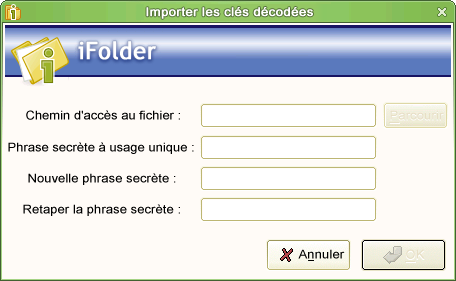 Importer les clés décodées
iFolder
Chemin d'accès au fichier :
Parcourir
Phrase secrète à usage unique :
Nouvelle phrase secrète :
Retaper la phrase secrète :
Annuler
OK